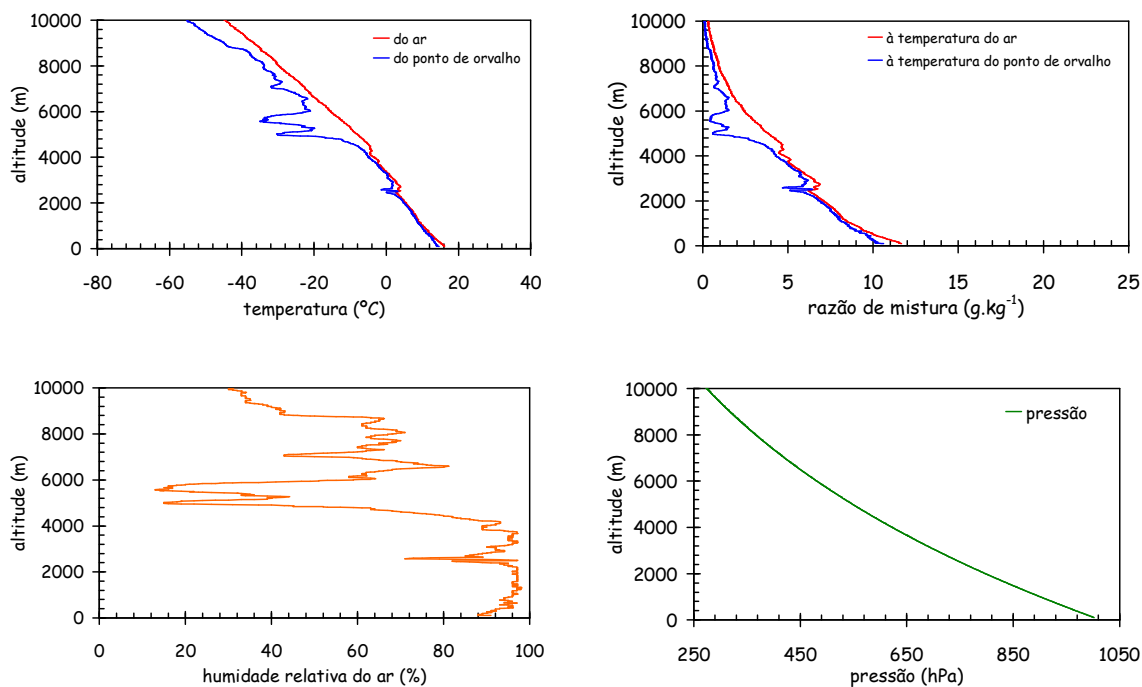 10000
8000
6000
4000
2000
0
altitude (m)
-80 -60 -40 -20 0 20 40
temperatura (ºC)
do ar
do ponto de orvalho
10000
8000
6000
4000
2000
0
altitude (m)
0 5 10 15 20 25
razão de mistura (g.kg⁻¹)
à temperatura do ar
à temperatura do ponto de orvalho
10000
8000
6000
4000
2000
0
altitude (m)
0 20 40 60 80 100
humidade relativa do ar (%)
10000
8000
6000
4000
2000
0
altitude (m)
250 450 650 850 1050
pressão (hPa)
pressão